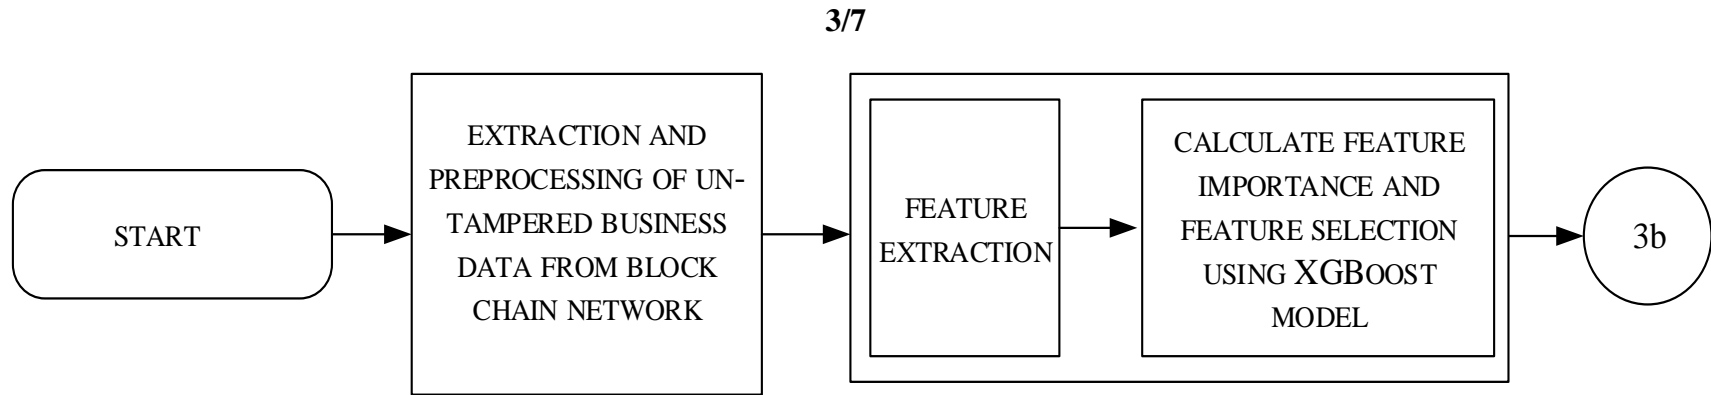 3/7
START
EXTRACTION AND
PREPROCESSING OF UN-
TAMPERED BUSINESS
DATA FROM BLOCK
CHAIN NETWORK
FEATURE
EXTRACTION
CALCULATE FEATURE
IMPORTANCE AND
FEATURE SELECTION
USING XGBOOST
MODEL
3b